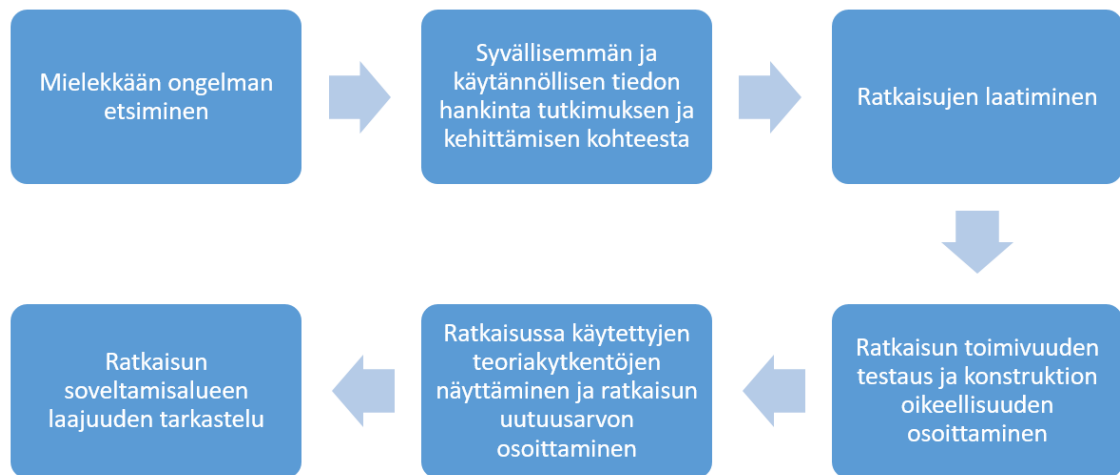 Mielekkään ongelman
etsiminen
Syvällisemmän ja
käytännöllisen tiedon
hankinta tutkimuksen ja
kehittämisen kohteesta
Ratkaisujen laatiminen
Ratkaisun toimivuuden
testaus ja konstruktion
oikeellisuuden
osoittaminen
Ratkaisussa käytettyjen
teoriakytkentöjen
näyttäminen ja ratkaisun
uutuusarvon
osoittaminen
Ratkaisun
soveltamisalueen
laajuuden tarkastelu